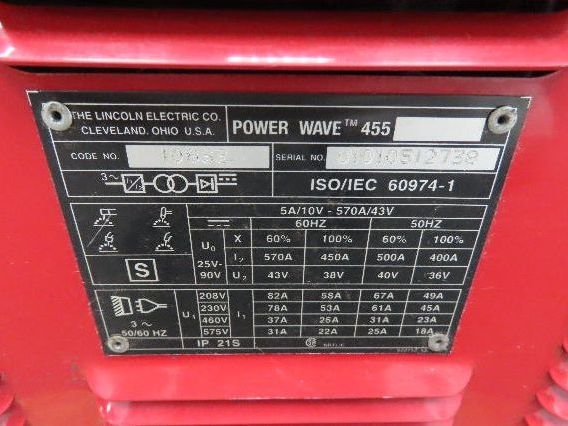 THE LINCOLN ELECTRIC CO.
CLEVELAND, OHIO U.S.A.
POWER WAVE™ 455
CODE NO.
SERIAL NO. U1010512738
3~
ISO/IEC 60974-1
5A/10V - 570A/43V
60HZ 50HZ
X 60% 100% 60% 100%
U0 25V-90V
I2 570A 450A 500A 400A
U2 43V 38V 40V 36V
S
3~
50/60 HZ
U1 I1
208V 82A 58A 67A 49A
230V 78A 53A 61A 45A
460V 37A 25A 31A 23A
575V 31A 22A 25A 18A
IP 21S